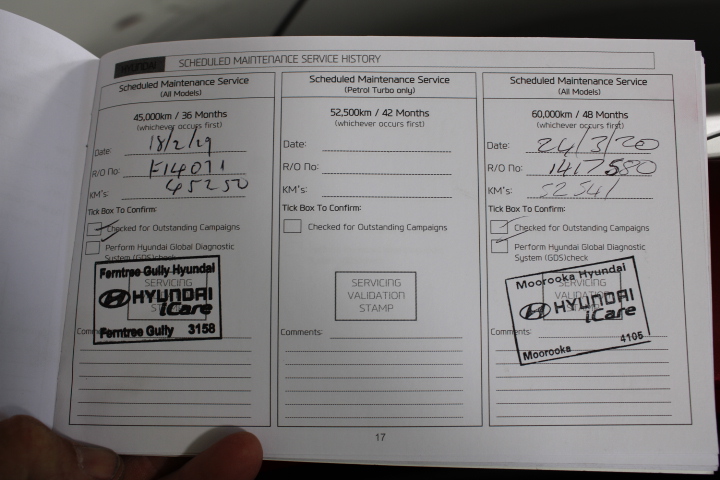 SCHEDULED MAINTENANCE SERVICE HISTORY
Scheduled Maintenance Service
(All Models)
45,000km / 36 Months
(whichever occurs first)
Date: 18/2/19
R/O No: F14071
KM's: 45250
Tick Box To Confirm:
Checked for Outstanding Campaigns
Perform Hyundai Global Diagnostic
System (GDS)check
Ferntree Gully Hyundai
HYUNDAI
iCare
Ferntree Gully 3158
Comments:
Scheduled Maintenance Service
(Petrol Turbo only)
52,500km / 42 Months
(whichever occurs first)
Date:
R/O No:
KM's:
Tick Box To Confirm:
Checked for Outstanding Campaigns
SERVICING
VALIDATION
STAMP
Comments:
Scheduled Maintenance Service
(All Models)
60,000km / 48 Months
(whichever occurs first)
Date: 24/3/20
R/O No: 1417580
KM's: 52541
Tick Box To Confirm:
Checked for Outstanding Campaigns
Perform Hyundai Global Diagnostic
System (GDS)check
Moorooka Hyundai
SERVICING
HYUNDAI
iCare
Moorooka 4105
Comments:
17